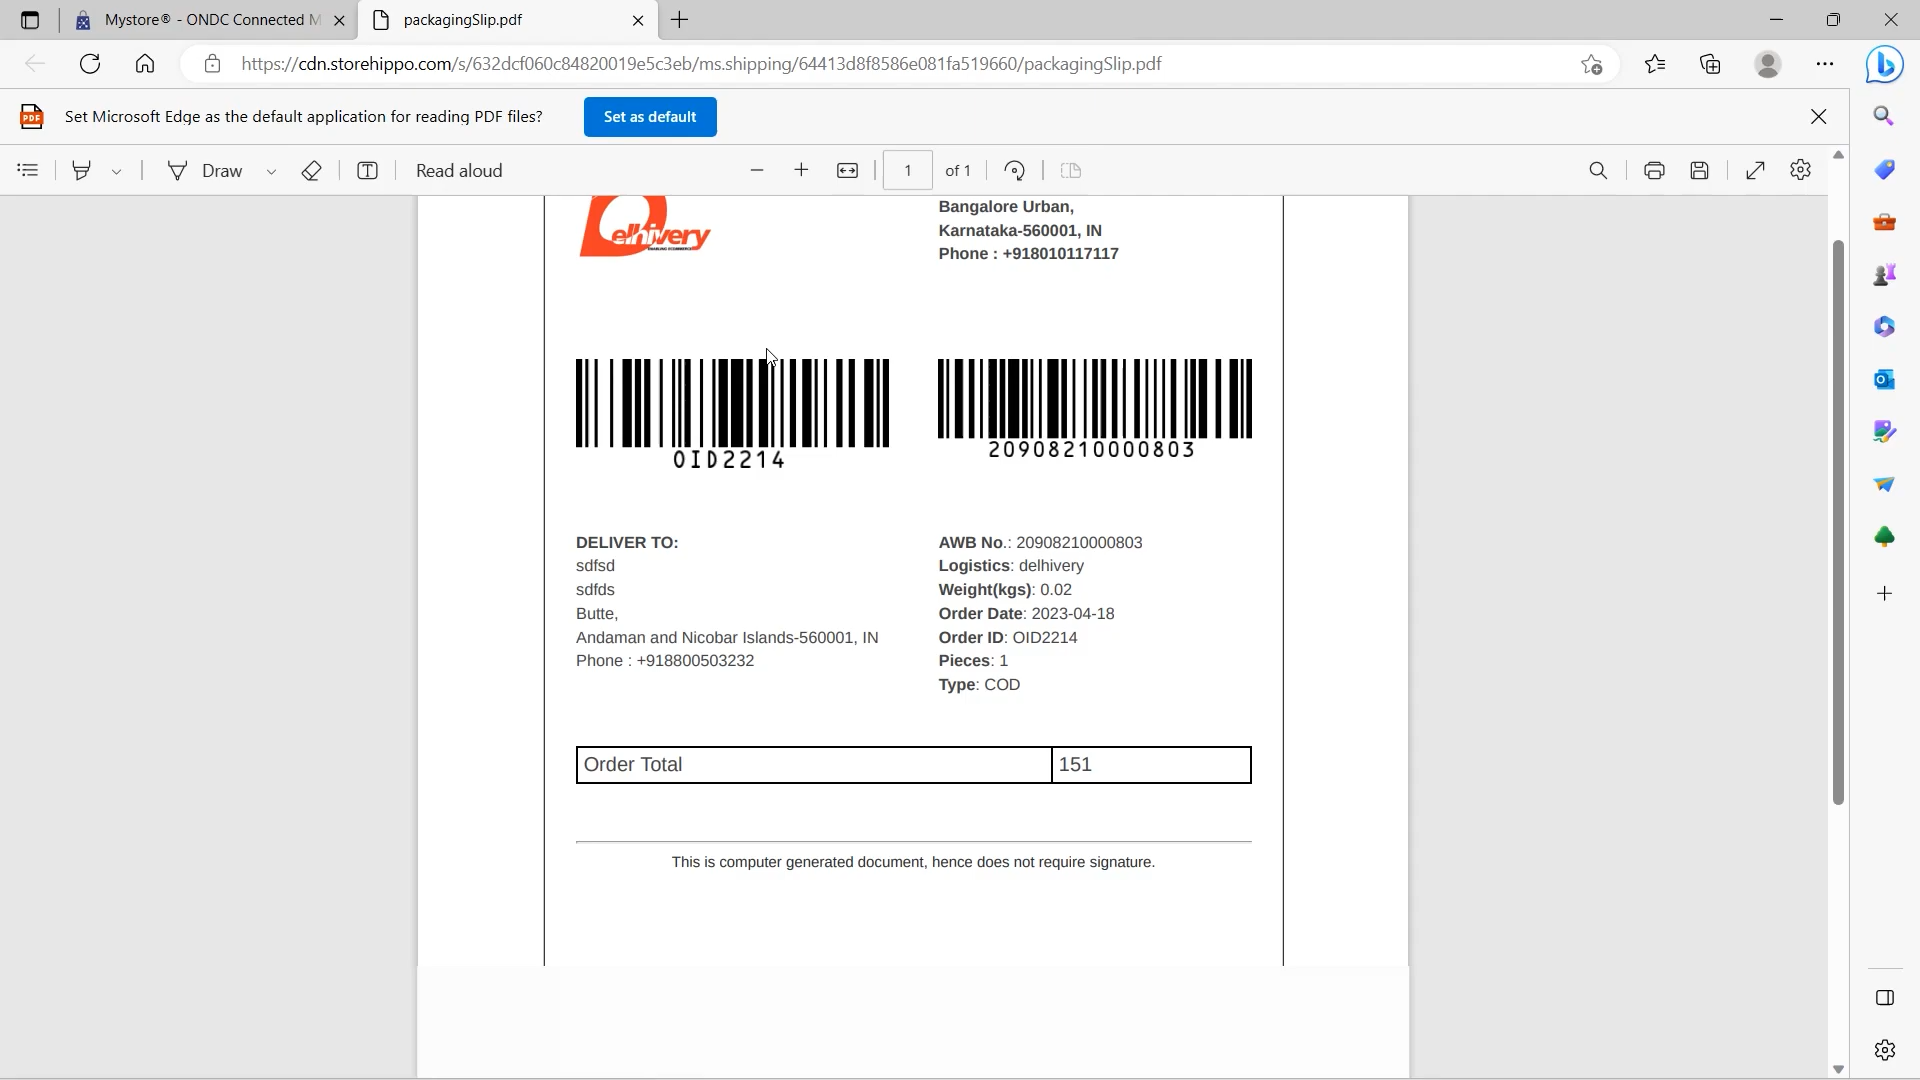 Mystore® - ONDC Connected M
packagingSlip.pdf
https://cdn.storehippo.com/s/632dcf060c84820019e5c3eb/ms.shipping/64413d8f8586e081fa519660/packagingSlip.pdf
PDF
Set Microsoft Edge as the default application for reading PDF files?
Set as default
Draw
Read aloud
1
of 1
Delhivery
Bangalore Urban,
Karnataka-560001, IN
Phone : +918010117117
OID2214
20908210000803
DELIVER TO:
sdfsd
sdfds
Butte,
Andaman and Nicobar Islands-560001, IN
Phone : +918800503232
AWB No.: 20908210000803
Logistics: delhivery
Weight(kgs): 0.02
Order Date: 2023-04-18
Order ID: OID2214
Pieces: 1
Type: COD
Order Total
151
This is computer generated document, hence does not require signature.